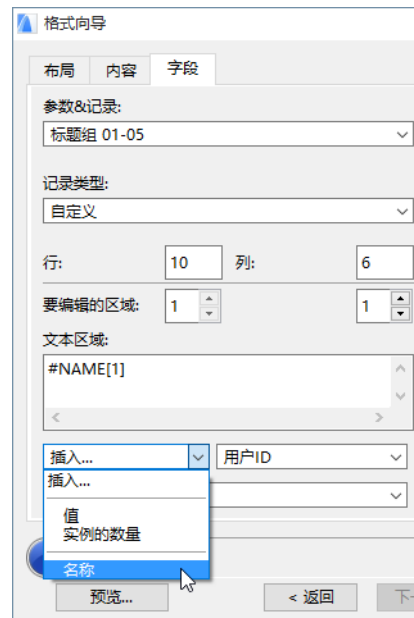 格式向导
布局 内容 字段
参数&记录:
标题组 01-05
记录类型:
自定义
行: 10 列: 6
要编辑的区域: 1 1
文本区域:
#NAME[1]
插入... 用户ID
插入...
值
实例的数量
名称
预览... < 返回